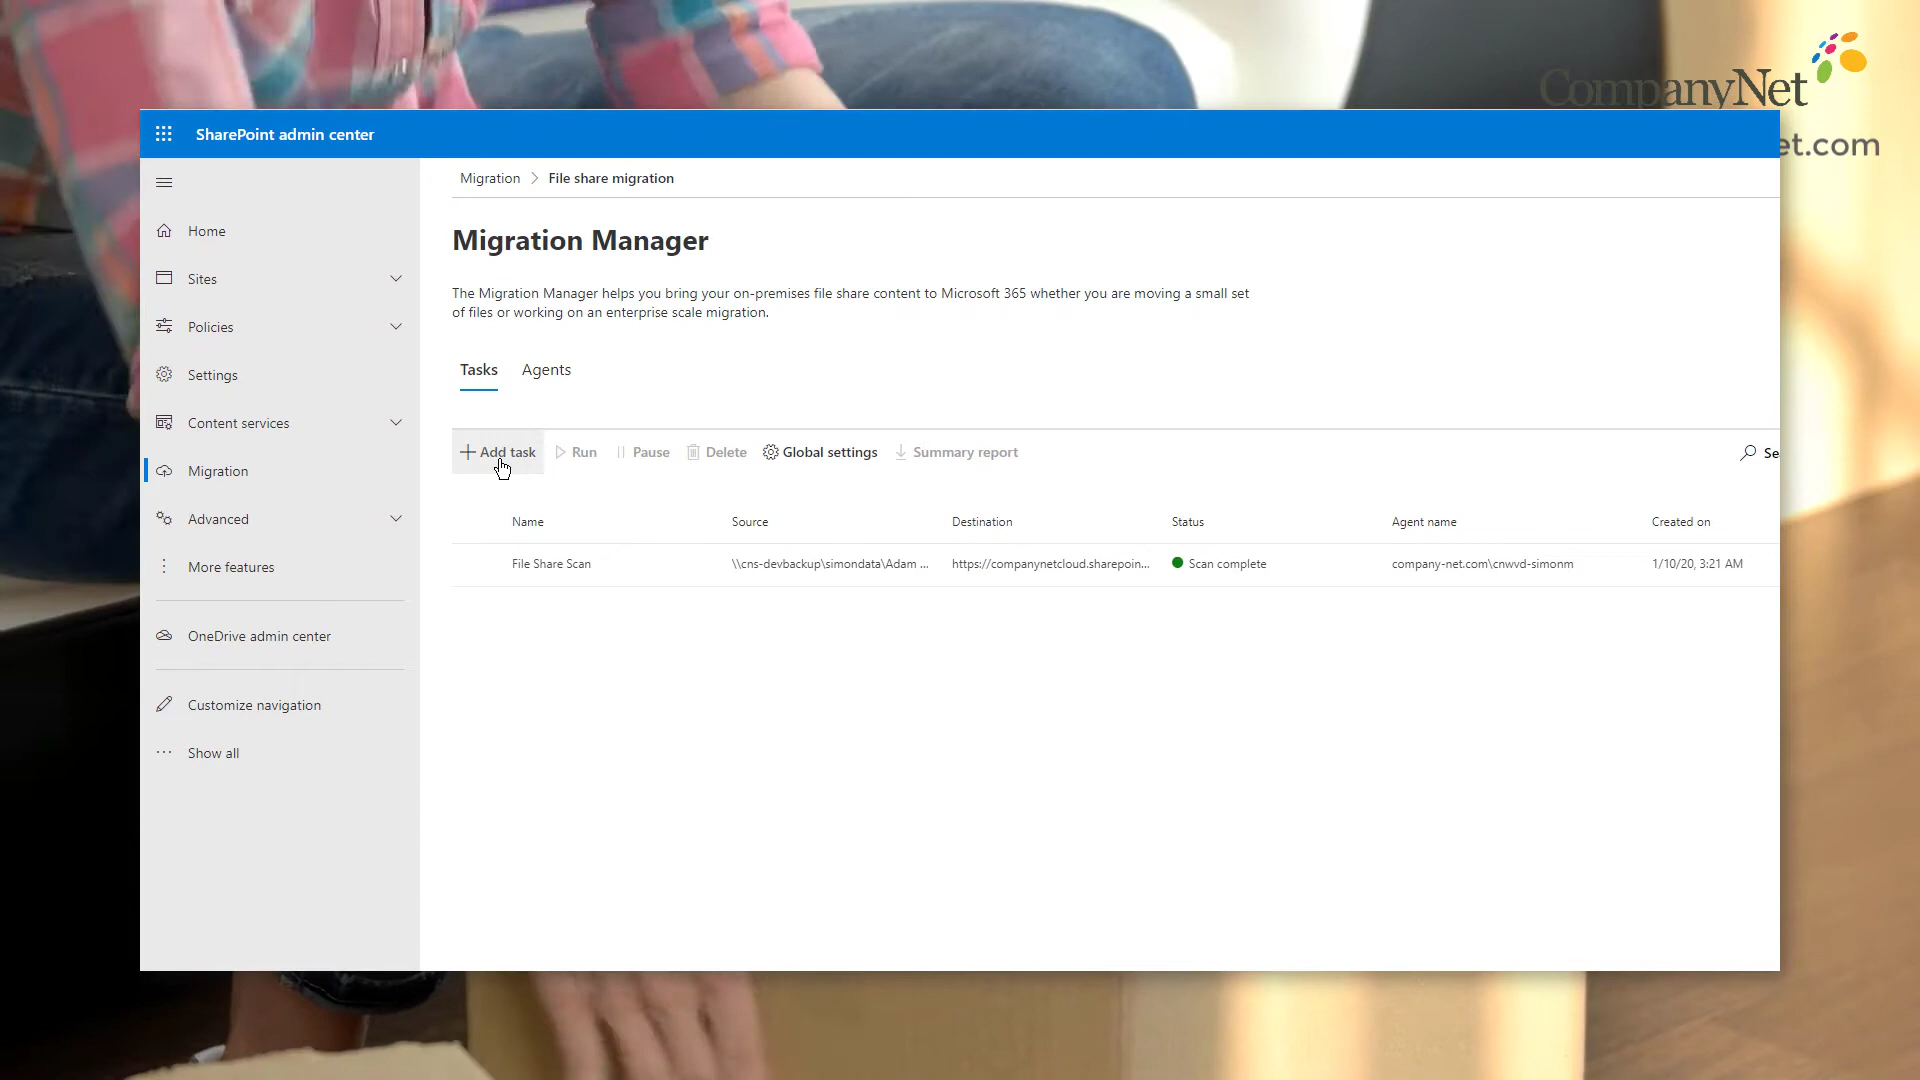 CompanyNet
et.com
SharePoint admin center
Home
Sites
Policies
Settings
Content services
Migration
Advanced
More features
OneDrive admin center
Customize navigation
Show all
Migration > File share migration
Migration Manager
The Migration Manager helps you bring your on-premises file share content to Microsoft 365 whether you are moving a small set
of files or working on an enterprise scale migration.
Tasks Agents
Add task Run Pause Delete Global settings Summary report Se
Name Source Destination Status Agent name Created on
File Share Scan \\cns-devbackup\simondata\Adam ... https://companynetcloud.sharepoin... Scan complete company-net.com\cnwvd-simonm 1/10/20, 3:21 AM